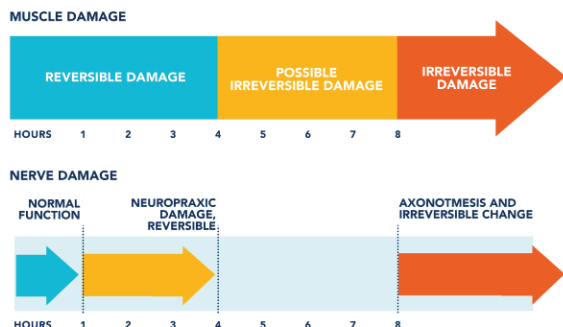 MUSCLE DAMAGE
REVERSIBLE DAMAGE
POSSIBLE
IRREVERSIBLE DAMAGE
IRREVERSIBLE
DAMAGE
HOURS 1 2 3 4 5 6 7 8
NERVE DAMAGE
NORMAL
FUNCTION
NEUROPRAXIC
DAMAGE,
REVERSIBLE
AXONOTMESIS AND
IRREVERSIBLE CHANGE
HOURS 1 2 3 4 5 6 7 8